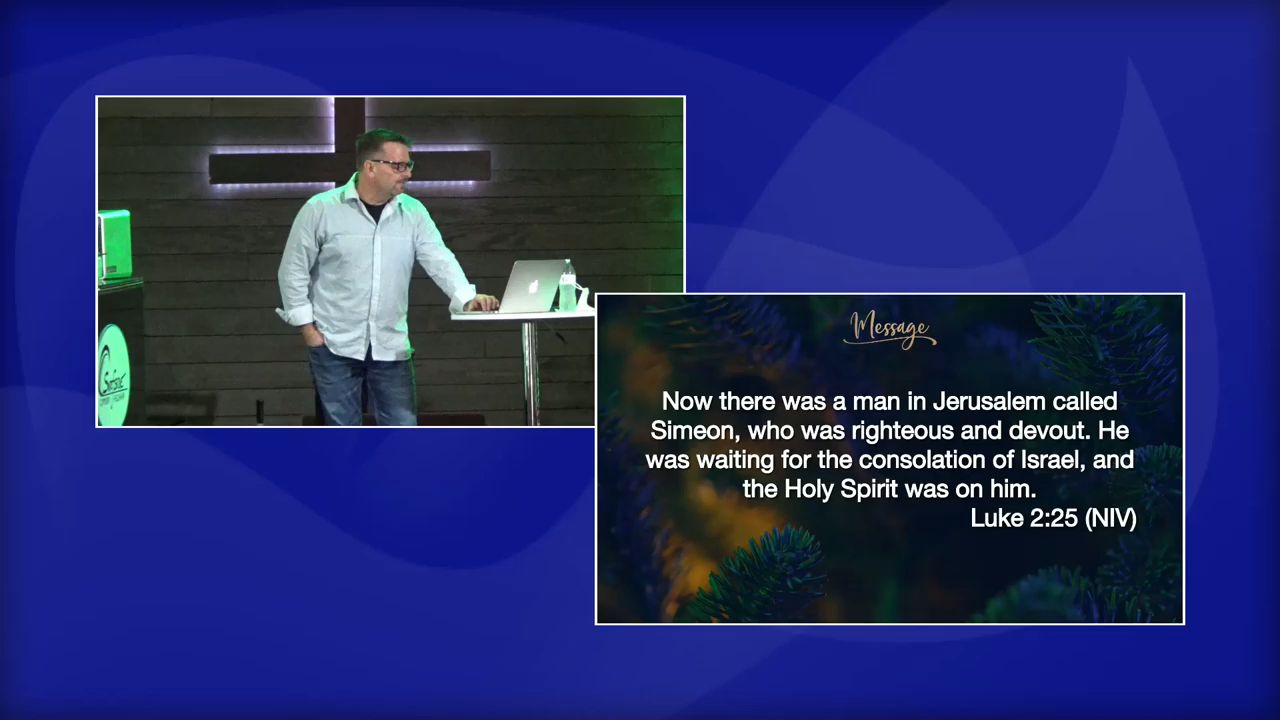 Surfside
Message
Now there was a man in Jerusalem called
Simeon, who was righteous and devout. He
was waiting for the consolation of Israel, and
the Holy Spirit was on him.
Luke 2:25 (NIV)